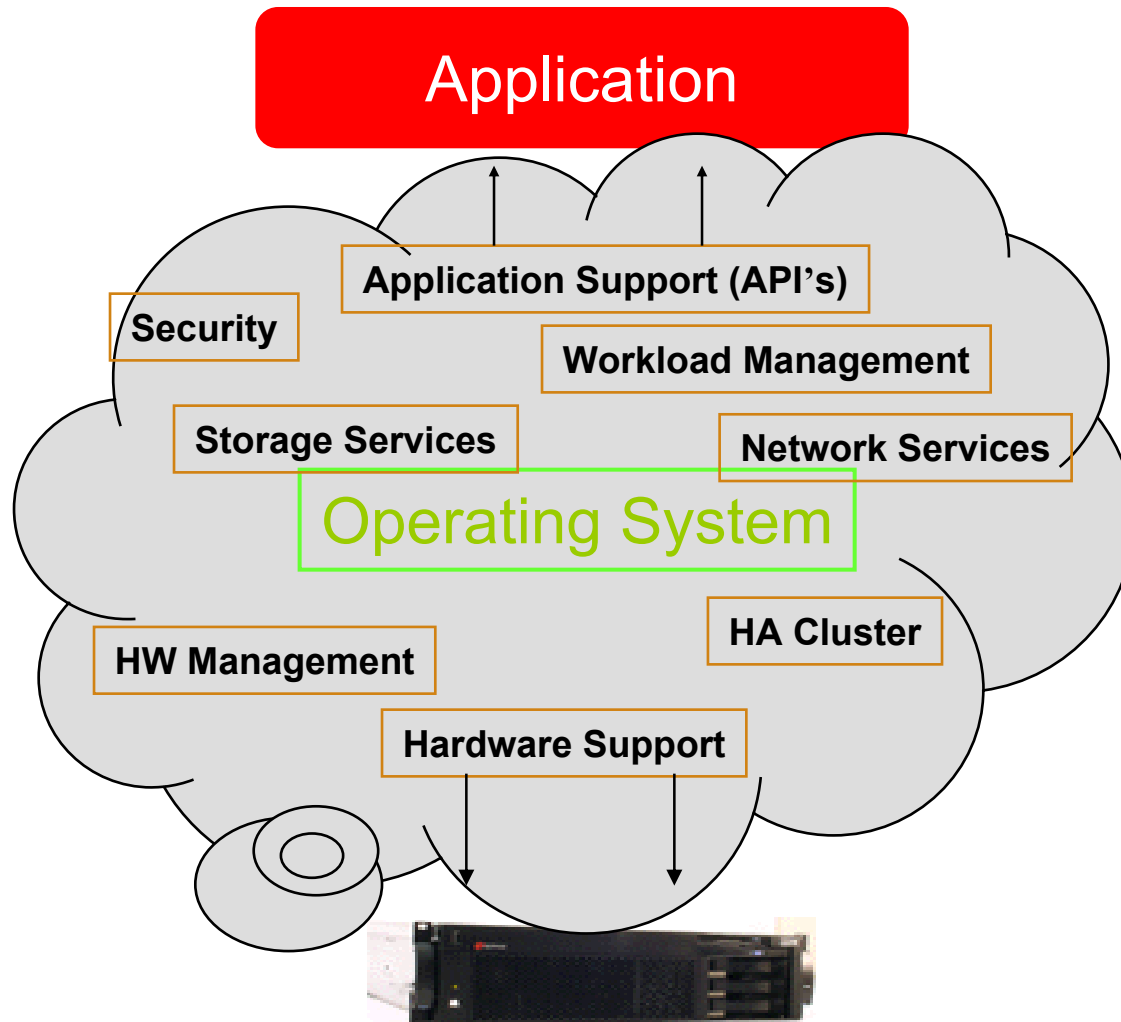 Application
Application Support (API’s)
Security
Workload Management
Storage Services
Network Services
Operating System
HA Cluster
HW Management
Hardware Support